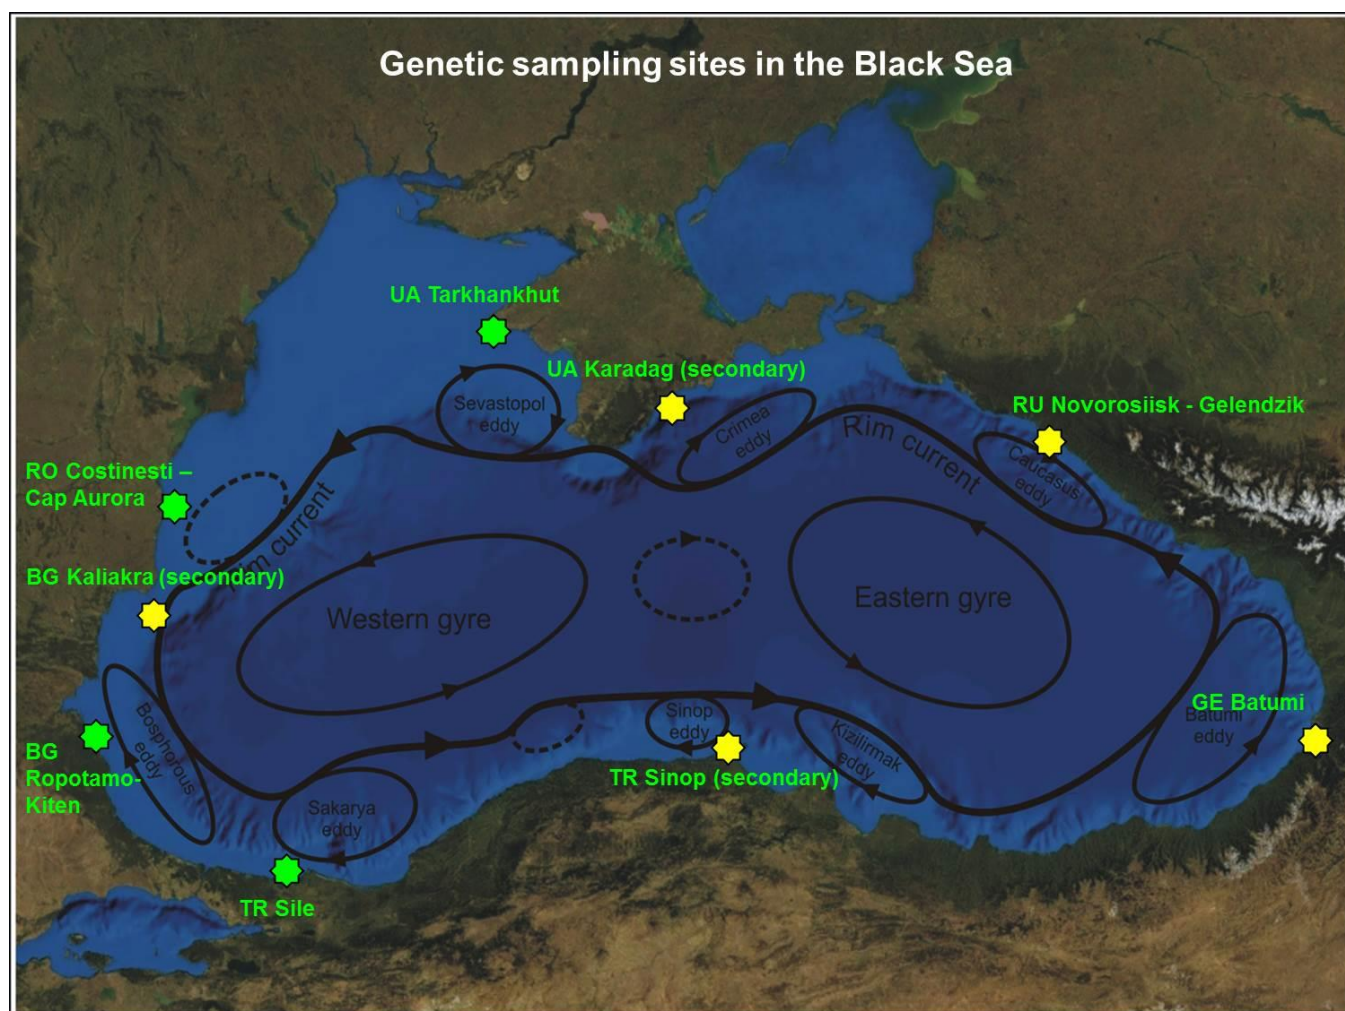 Genetic sampling sites in the Black Sea
UA Tarkhankhut
UA Karadag (secondary)
Sevastopol
eddy
Crimea
eddy
Rim current
RU Novorosiisk - Gelendzik
Caucasus
eddy
RO Costinesti –
Cap Aurora
Rim current
BG Kaliakra (secondary)
Western gyre
Eastern gyre
Bosphorous
eddy
BG
Ropotamo-
Kiten
Sakarya
eddy
TR Sile
Sinop
eddy
TR Sinop (secondary)
Kizilirmak
eddy
GE Batumi
Batumi
eddy